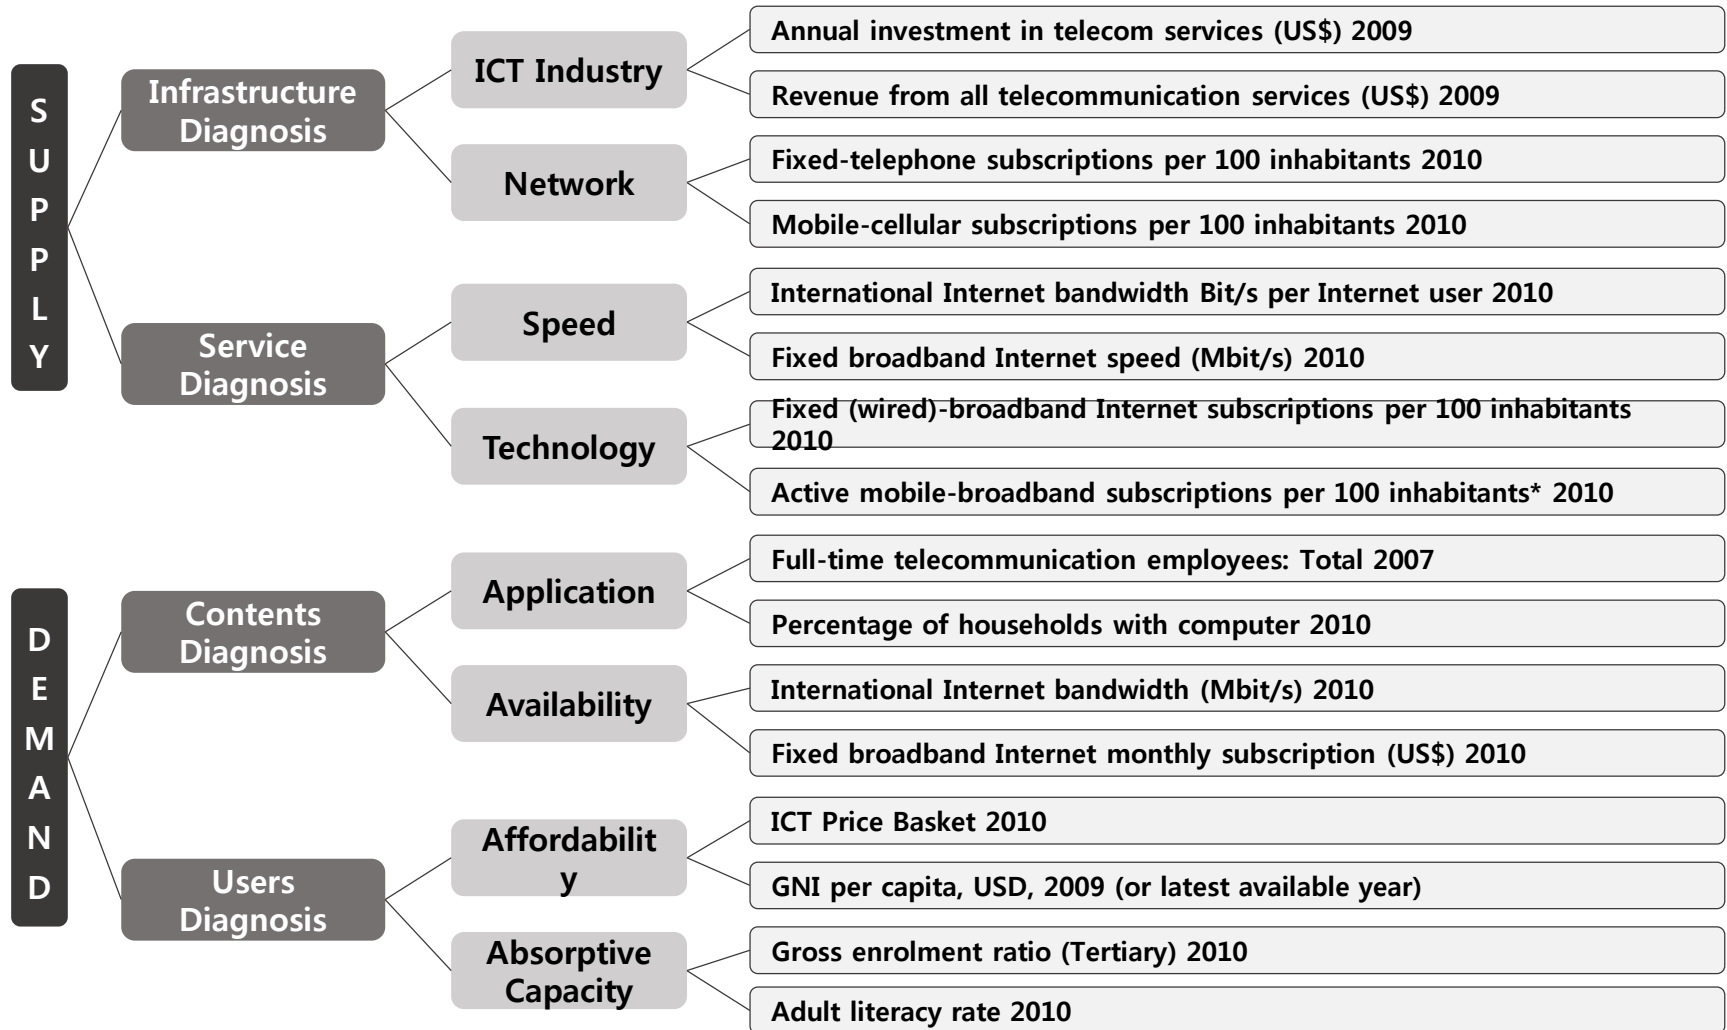 SUPPLY
Infrastructure
Diagnosis
ICT Industry
Annual investment in telecom services (US$) 2009
Revenue from all telecommunication services (US$) 2009
Network
Fixed-telephone subscriptions per 100 inhabitants 2010
Mobile-cellular subscriptions per 100 inhabitants 2010
Service
Diagnosis
Speed
International Internet bandwidth Bit/s per Internet user 2010
Fixed broadband Internet speed (Mbit/s) 2010
Technology
Fixed (wired)-broadband Internet subscriptions per 100 inhabitants
2010
Active mobile-broadband subscriptions per 100 inhabitants* 2010
DEMAND
Contents
Diagnosis
Application
Full-time telecommunication employees: Total 2007
Percentage of households with computer 2010
Availability
International Internet bandwidth (Mbit/s) 2010
Fixed broadband Internet monthly subscription (US$) 2010
Users
Diagnosis
Affordabilit
y
ICT Price Basket 2010
GNI per capita, USD, 2009 (or latest available year)
Absorptive
Capacity
Gross enrolment ratio (Tertiary) 2010
Adult literacy rate 2010